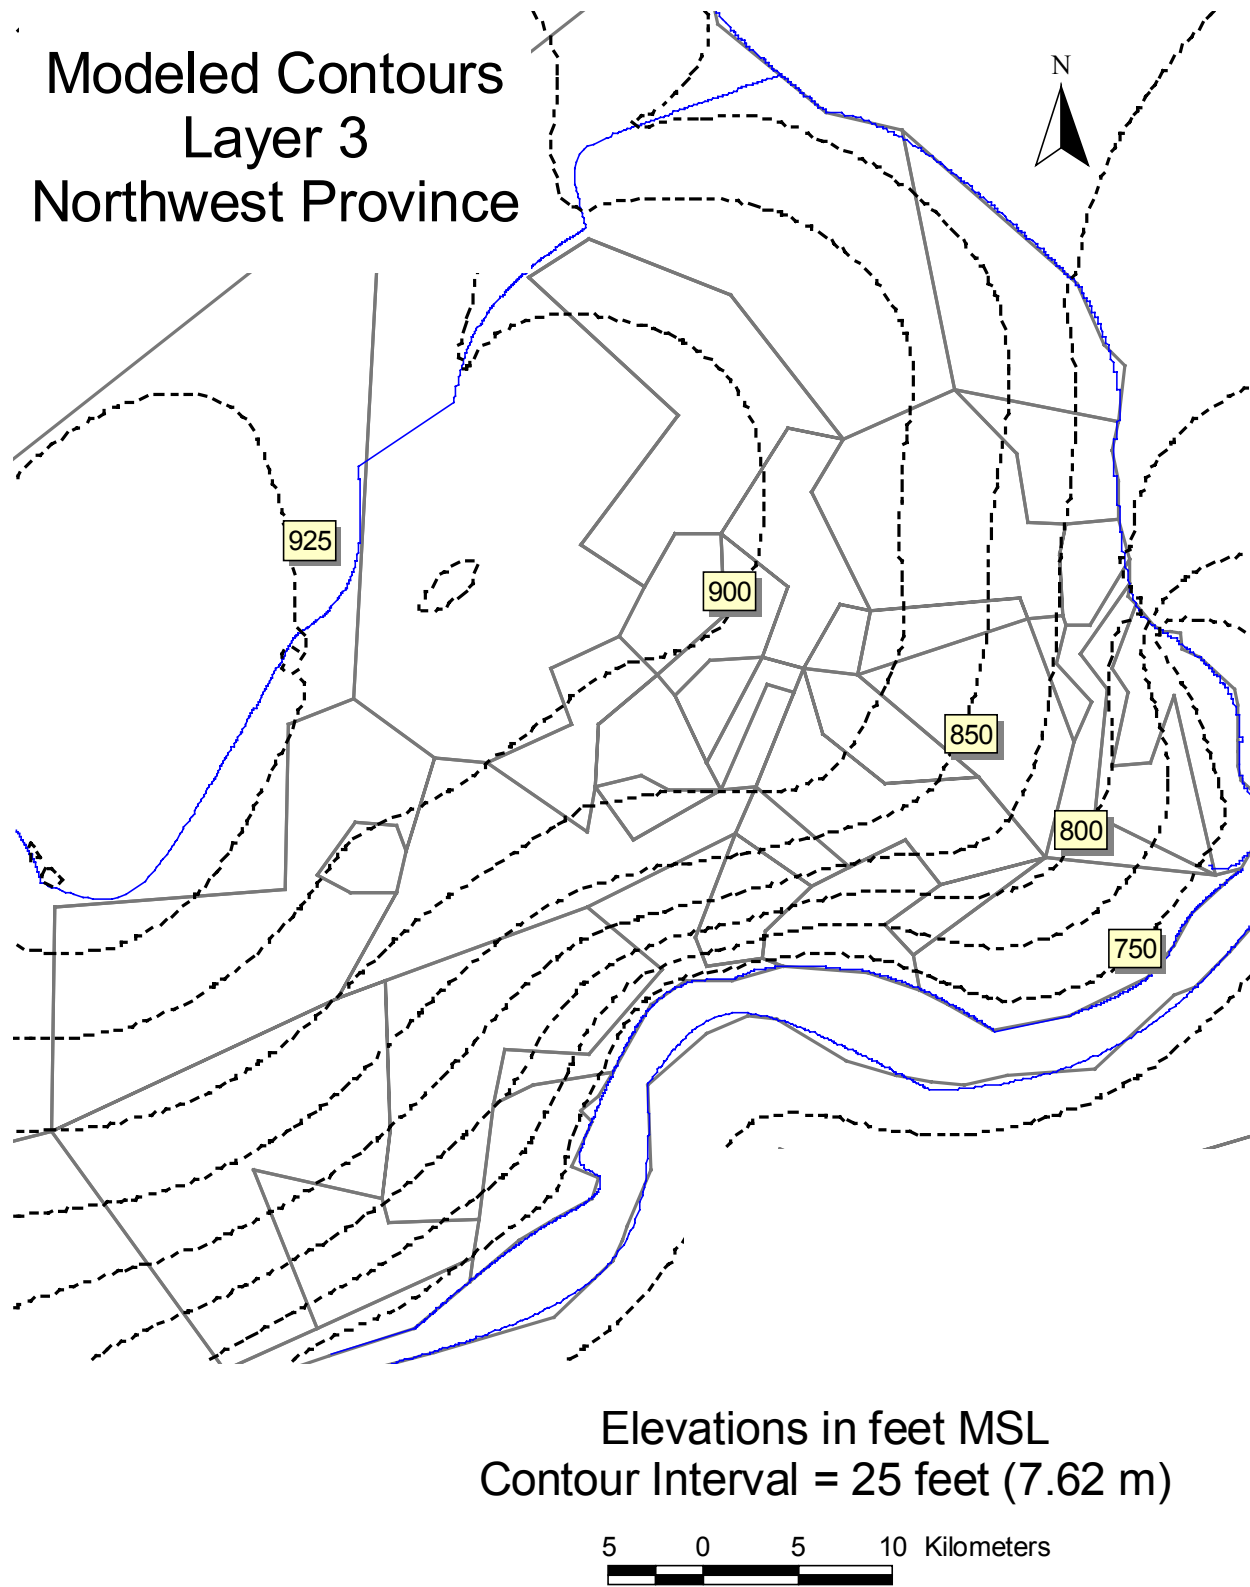 Modeled Contours
Layer 3
Northwest Province
N
925
900
850
800
750
Elevations in feet MSL
Contour Interval = 25 feet (7.62 m)
5 0 5 10 Kilometers